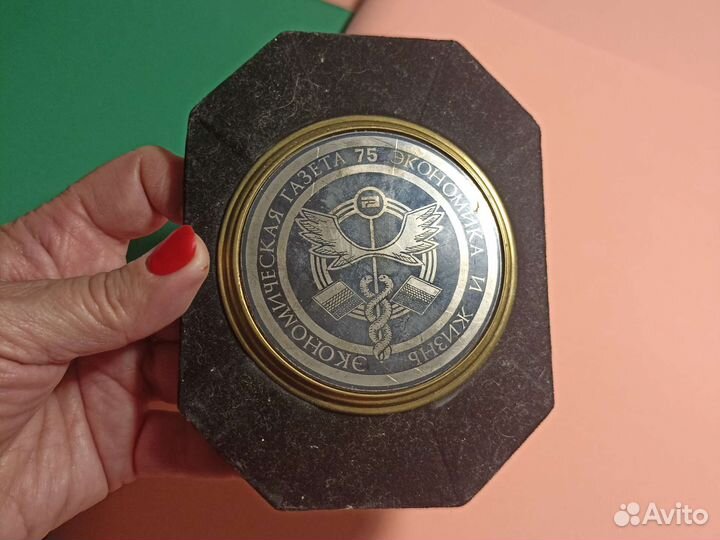 ЭКОНОМИЧЕСКАЯ ГАЗЕТА 75 ЭКОНОМИКА И ЖИЗНЬ
Avito